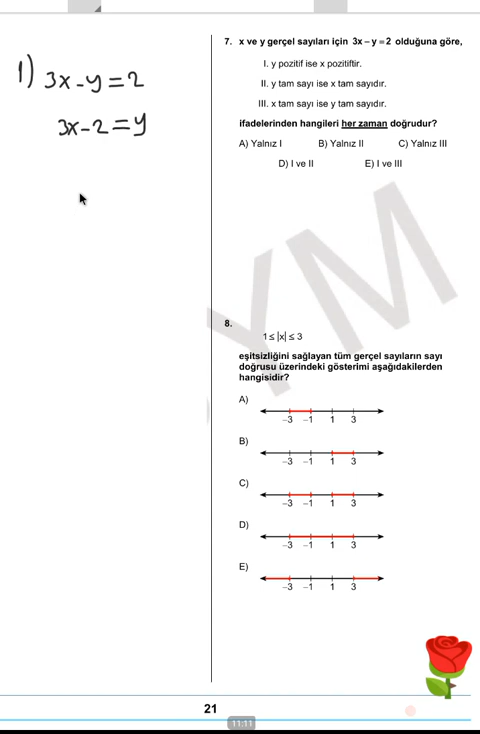 1) 3x-y=2
3x-2=y
7. x ve y gerçel sayıları için 3x – y = 2 olduğuna göre,
I. y pozitif ise x pozitiftir.
II. y tam sayı ise x tam sayıdır.
III. x tam sayı ise y tam sayıdır.
ifadelerinden hangileri her zaman doğrudur?
A) Yalnız I B) Yalnız II C) Yalnız III
D) I ve II E) I ve III
8.
1 ≤ |x| ≤ 3
eşitsizliğini sağlayan tüm gerçel sayıların sayı
doğrusu üzerindeki gösterimi aşağıdakilerden
hangisidir?
A)
–3 –1 1 3
B)
–3 –1 1 3
C)
–3 –1 1 3
D)
–3 –1 1 3
E)
–3 –1 1 3
21
11:11
YM